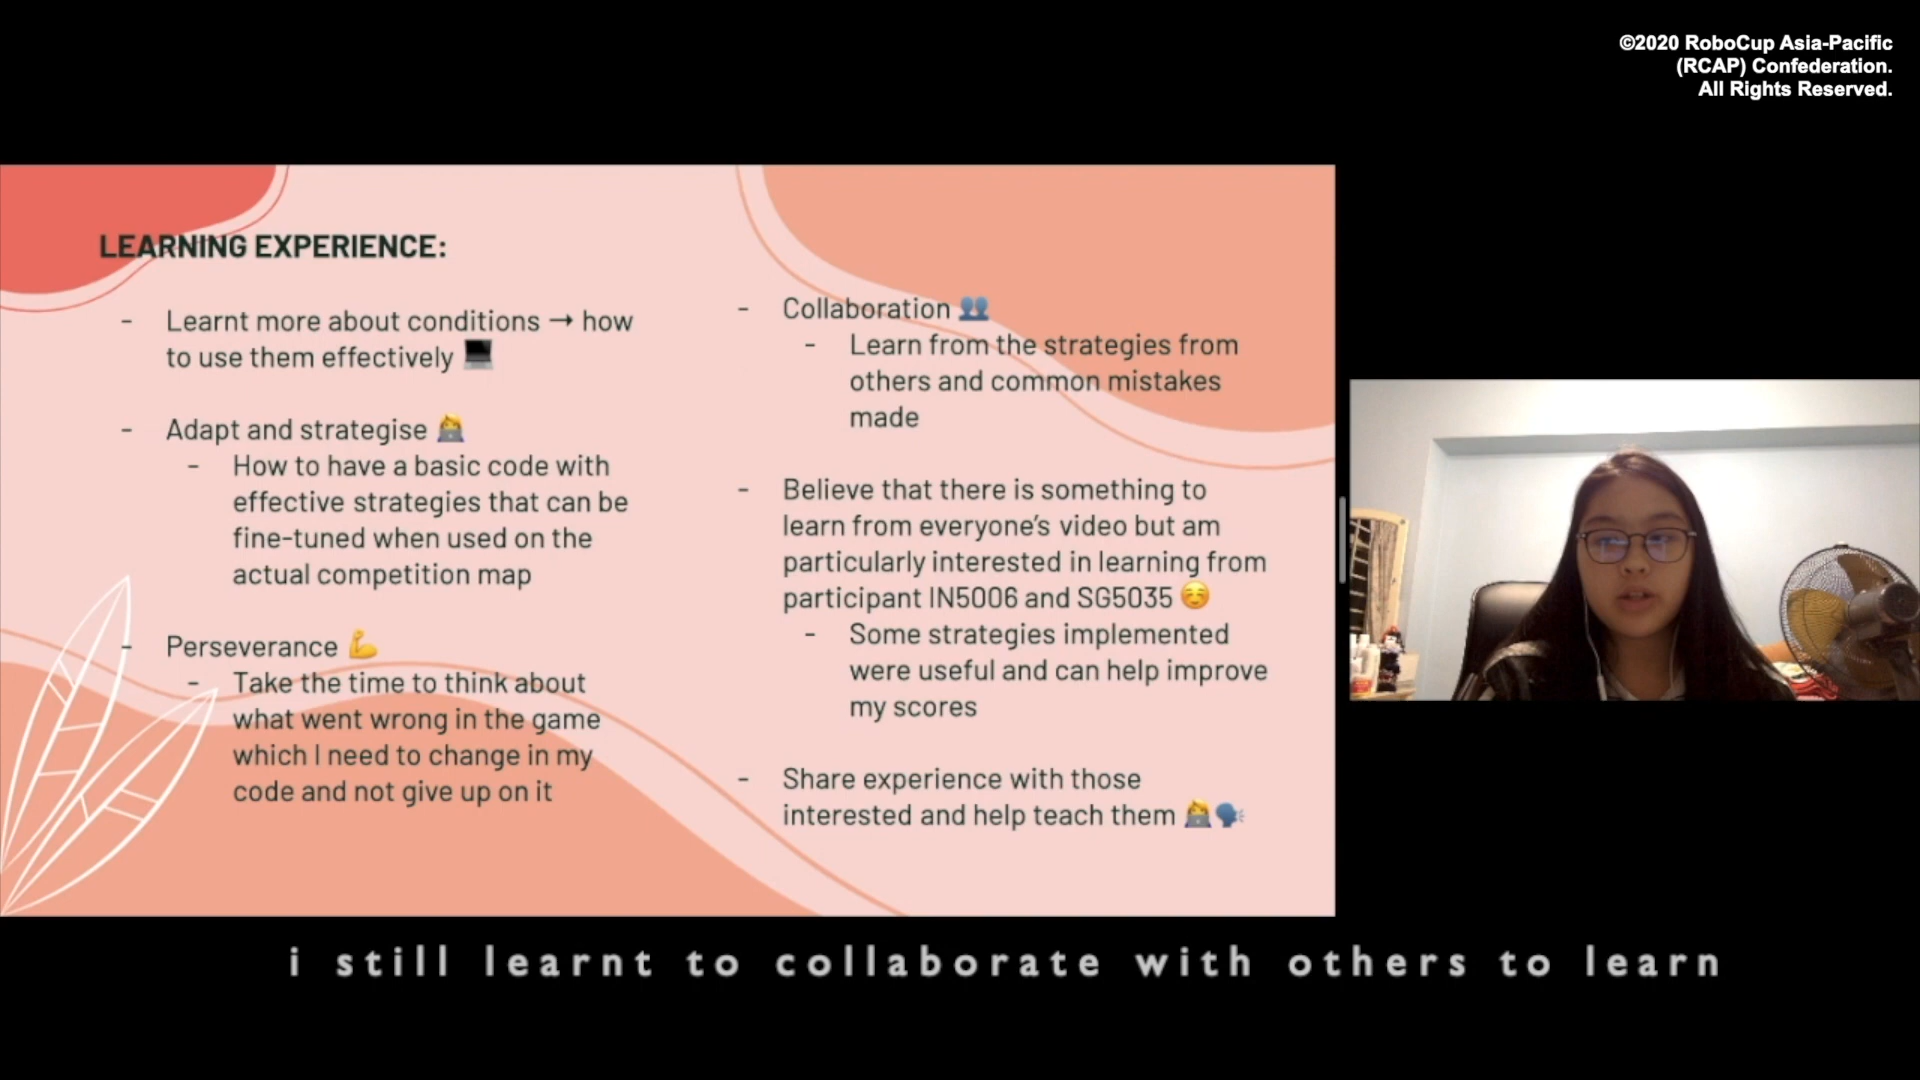 ©2020 RoboCup Asia-Pacific
(RCAP) Confederation.
All Rights Reserved.
LEARNING EXPERIENCE:
- Learnt more about conditions → how
to use them effectively 💻
- Adapt and strategise 👩‍💻
- How to have a basic code with
effective strategies that can be
fine-tuned when used on the
actual competition map
- Perseverance 💪
- Take the time to think about
what went wrong in the game
which I need to change in my
code and not give up on it
- Collaboration 👥
- Learn from the strategies from
others and common mistakes
made
- Believe that there is something to
learn from everyone's video but am
particularly interested in learning from
participant IN5006 and SG5035 ☺️
- Some strategies implemented
were useful and can help improve
my scores
- Share experience with those
interested and help teach them 👩‍💻🗣️
i still learnt to collaborate with others to learn